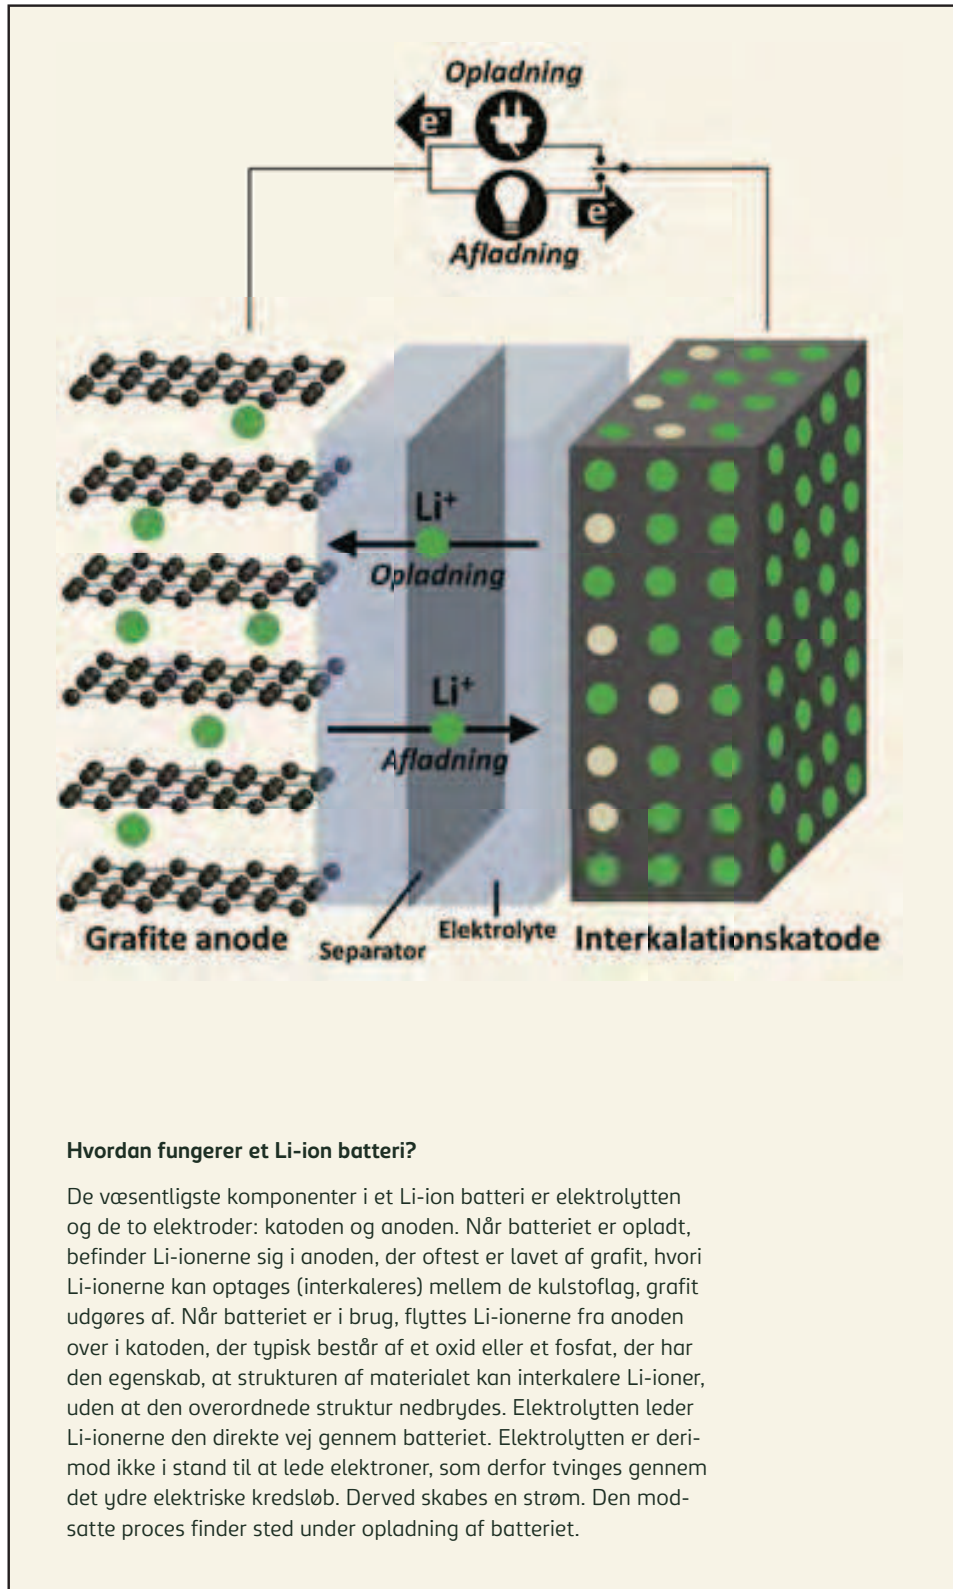 Opladning
e⁻
e⁻
Afladning
Li⁺
Opladning
Li⁺
Afladning
Grafite anode
Separator
Elektrolyte
Interkalationskatode
Hvordan fungerer et Li-ion batteri?
De væsentligste komponenter i et Li-ion batteri er elektrolytten
og de to elektroder: katoden og anoden. Når batteriet er opladt,
befinder Li-ionerne sig i anoden, der oftest er lavet af grafit, hvori
Li-ionerne kan optages (interkaleres) mellem de kulstoflag, grafit
udgøres af. Når batteriet er i brug, flyttes Li-ionerne fra anoden
over i katoden, der typisk består af et oxid eller et fosfat, der har
den egenskab, at strukturen af materialet kan interkalere Li-ioner,
uden at den overordnede struktur nedbrydes. Elektrolytten leder
Li-ionerne den direkte vej gennem batteriet. Elektrolytten er deri-
mod ikke i stand til at lede elektroner, som derfor tvinges gennem
det ydre elektriske kredsløb. Derved skabes en strøm. Den mod-
satte proces finder sted under opladning af batteriet.